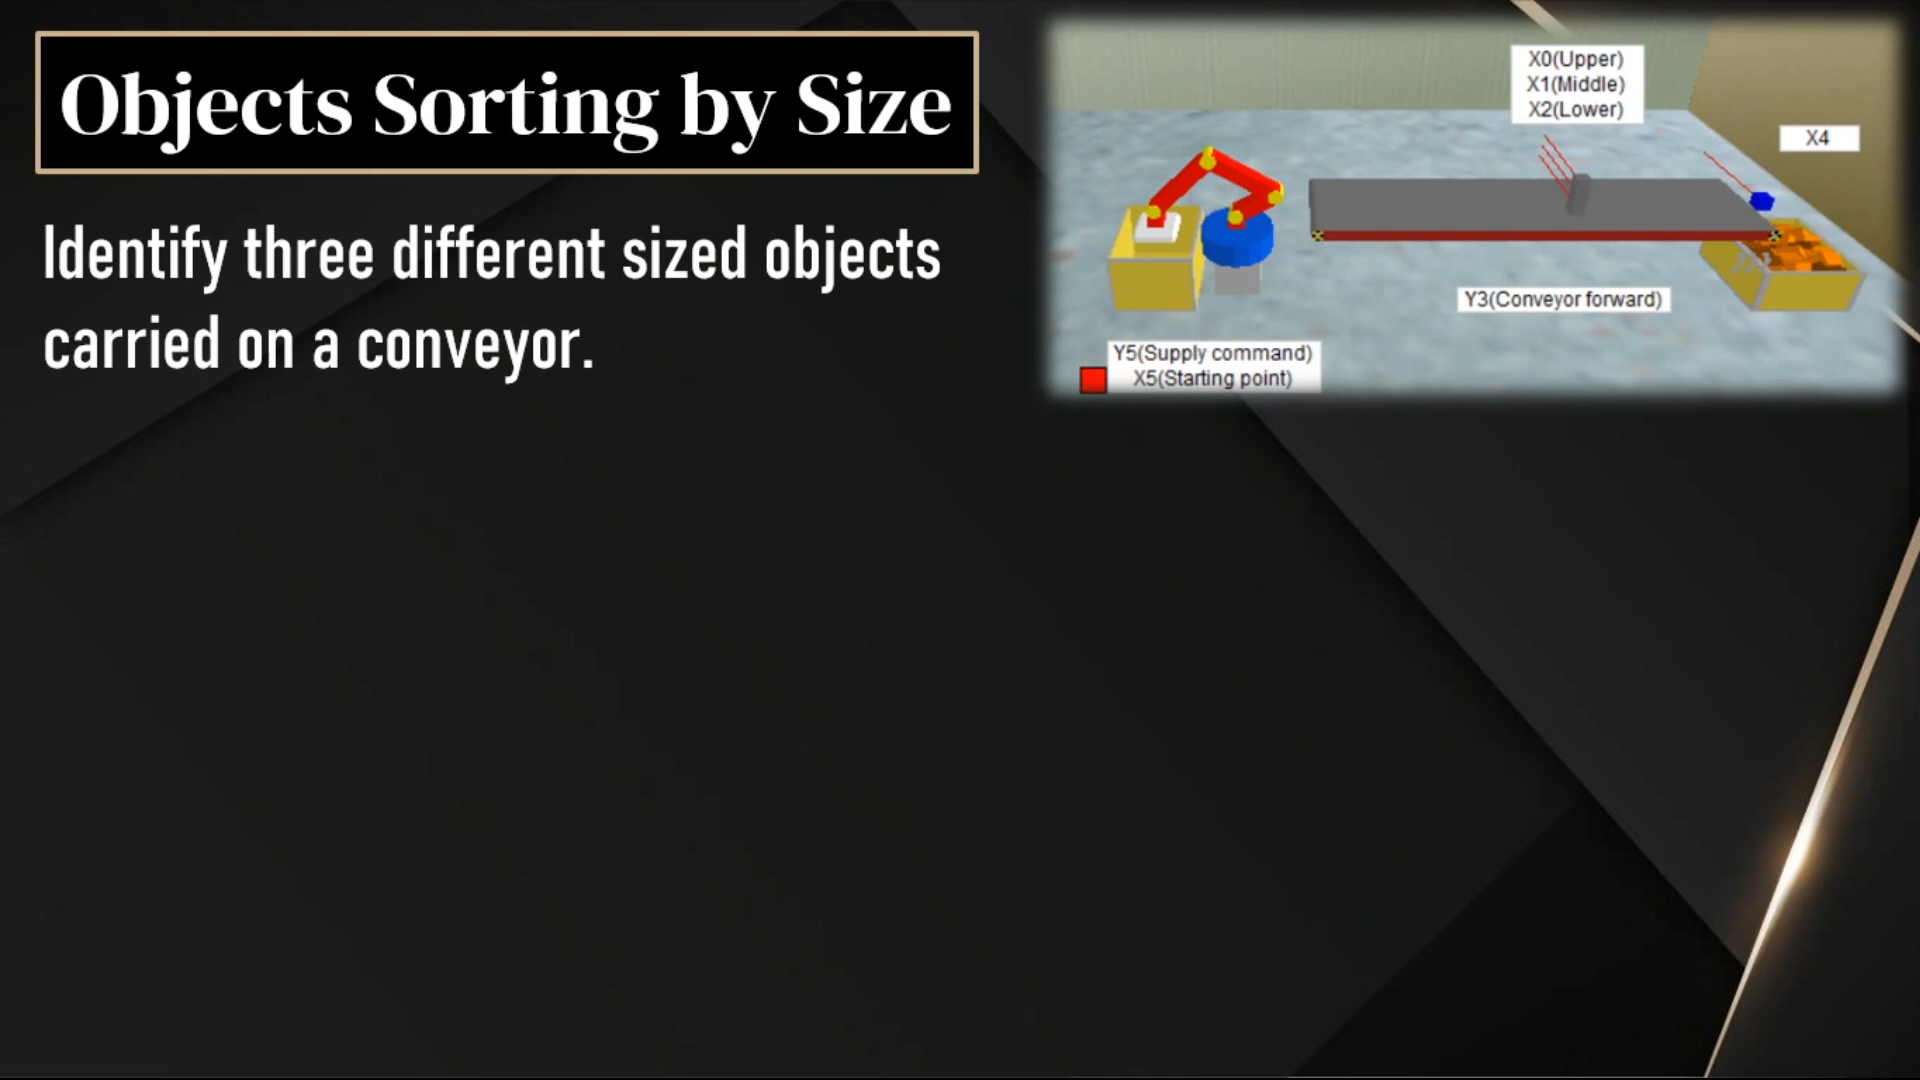 Objects Sorting by Size
Identify three different sized objects
carried on a conveyor.
X0(Upper)
X1(Middle)
X2(Lower)
X4
Y3(Conveyor forward)
Y5(Supply command)
X5(Starting point)